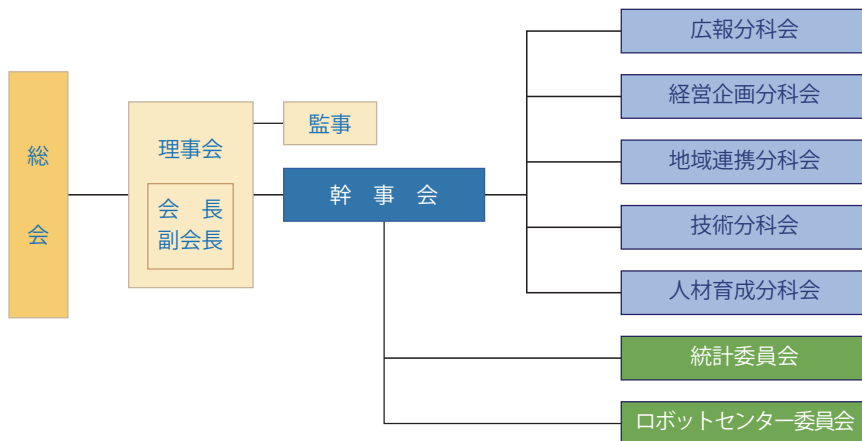 総会
理事会
会　長
副会長
監事
幹　事　会
広報分科会
経営企画分科会
地域連携分科会
技術分科会
人材育成分科会
統計委員会
ロボットセンター委員会